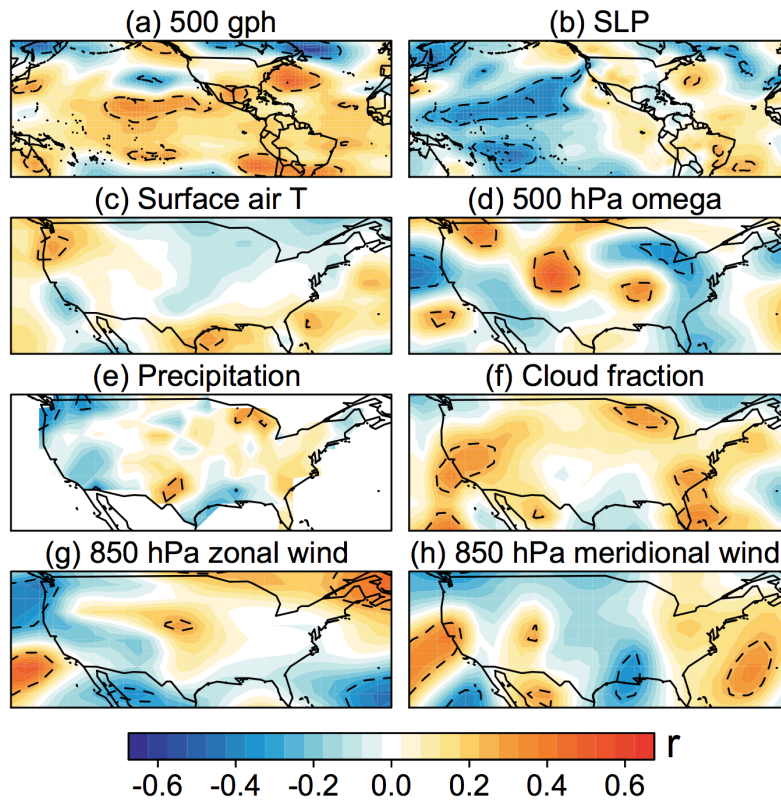 (a) 500 gph
(b) SLP
(c) Surface air T
(d) 500 hPa omega
(e) Precipitation
(f) Cloud fraction
(g) 850 hPa zonal wind
(h) 850 hPa meridional wind
r
-0.6 -0.4 -0.2 0.0 0.2 0.4 0.6